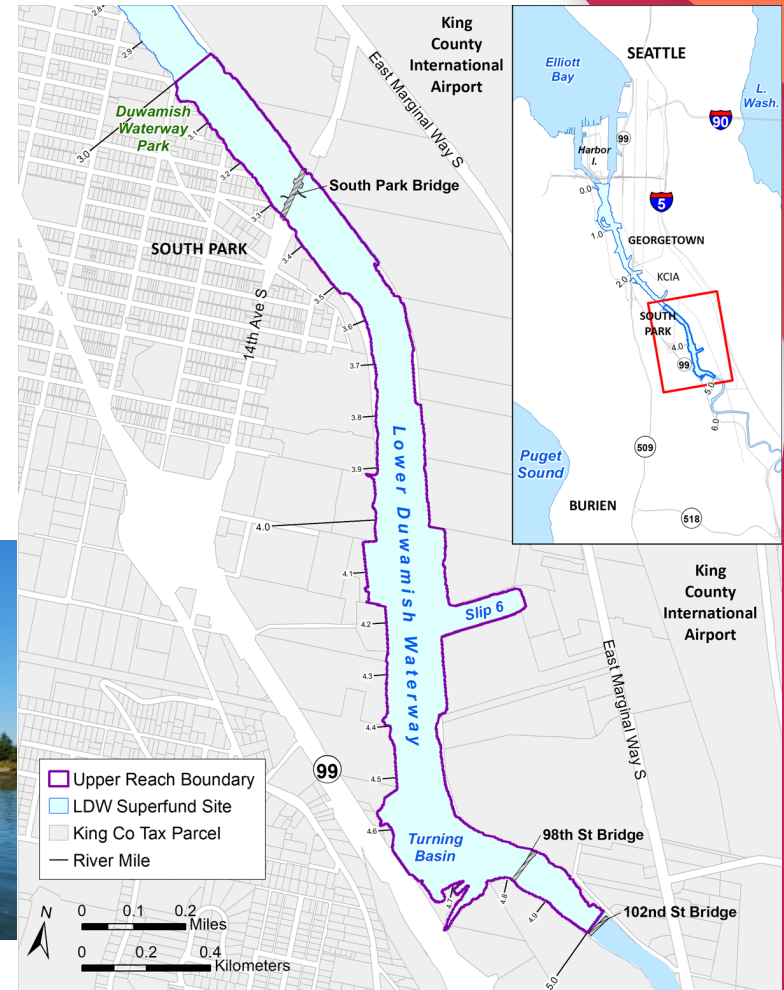 2.8
2.9
3.0
Duwamish
Waterway
Park
3.1
3.2
3.3
3.4
3.5
3.6
3.7
3.8
3.9
4.0
4.1
4.2
4.3
4.4
4.5
4.6
4.7
4.8
4.9
5.0
King
County
International
Airport
East Marginal Way S
South Park Bridge
SOUTH PARK
14th Ave S
Lower Duwamish Waterway
Slip 6
99
Turning
Basin
98th St Bridge
102nd St Bridge
King
County
International
Airport
East Marginal Way S
Upper Reach Boundary
LDW Superfund Site
King Co Tax Parcel
River Mile
N
0 0.1 0.2
Miles
0 0.2 0.4
Kilometers
SEATTLE
Elliott
Bay
L.
Wash.
90
99
Harbor
I.
0.0
5
1.0
GEORGETOWN
KCIA
2.0
SOUTH
PARK
4.0
99
5.0
6.0
509
Puget
Sound
BURIEN
518